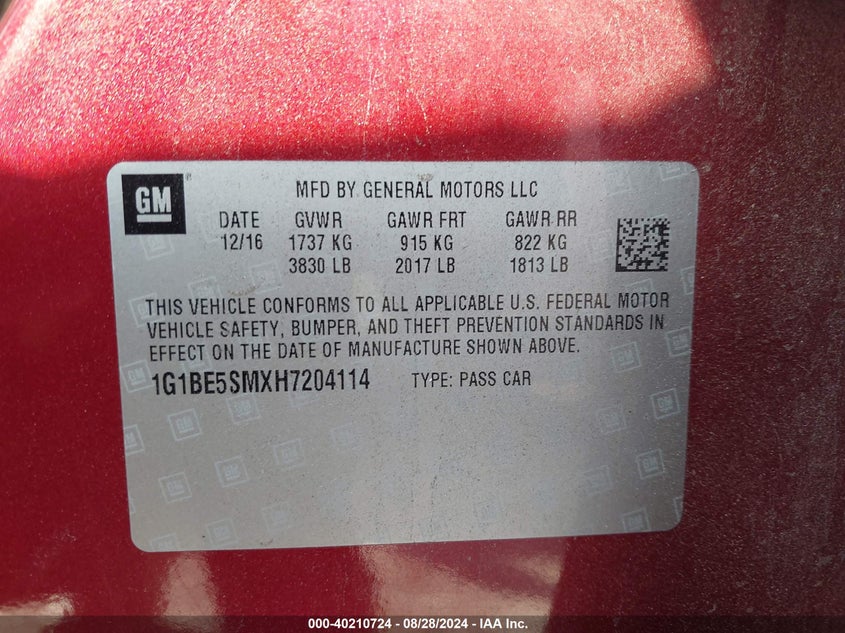 GM
MFD BY GENERAL MOTORS LLC
DATE GVWR GAWR FRT GAWR RR
12/16 1737 KG 915 KG 822 KG
3830 LB 2017 LB 1813 LB
THIS VEHICLE CONFORMS TO ALL APPLICABLE U.S. FEDERAL MOTOR
VEHICLE SAFETY, BUMPER, AND THEFT PREVENTION STANDARDS IN
EFFECT ON THE DATE OF MANUFACTURE SHOWN ABOVE.
1G1BE5SMXH7204114 TYPE: PASS CAR
000-40210724 - 08/28/2024 - IAA Inc.